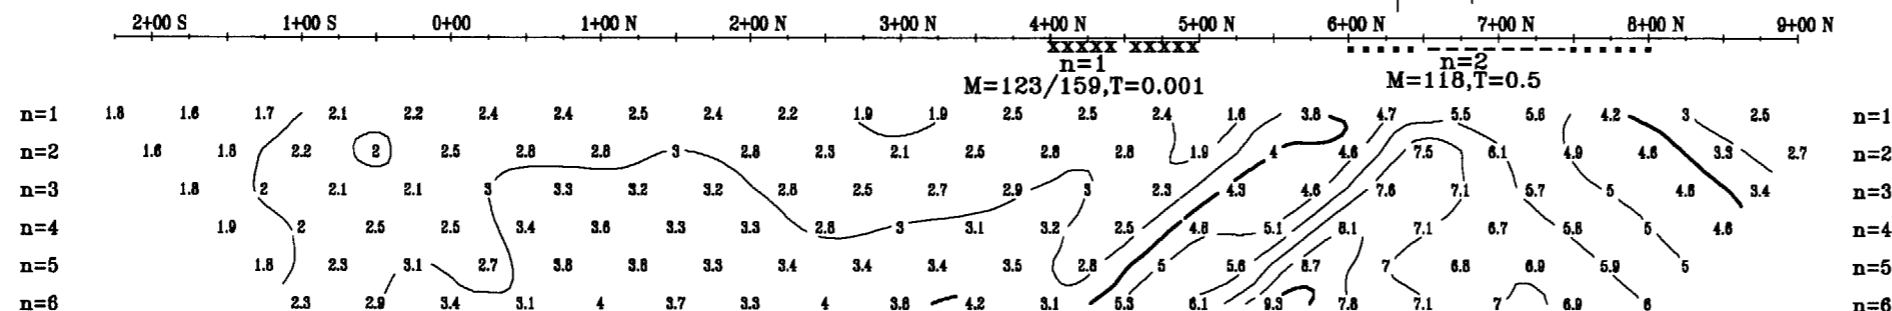 2+00 S 1+00 S 0+00 1+00 N 2+00 N 3+00 N 4+00 N 5+00 N 6+00 N 7+00 N 8+00 N 9+00 N
xxxxx xxxxx
n=1 n=2
M=123/159,T=0.001 M=118,T=0.5
n=1 1.8 1.6 1.7 2.1 2.2 2.4 2.4 2.5 2.4 2.2 1.9 1.9 2.5 2.5 2.4 1.6 3.8 4.7 5.5 5.6 4.2 3 2.5 n=1
n=2 1.6 1.8 2.2 2 2.5 2.8 2.8 3 2.8 2.3 2.1 2.5 2.8 2.8 1.9 4 4.6 7.5 6.1 4.9 4.6 3.3 2.7 n=2
n=3 1.8 2 2.1 2.1 3 3.3 3.2 3.2 2.8 2.5 2.7 2.9 3 2.3 4.3 4.6 7.6 7.1 5.7 5 4.6 3.4 n=3
n=4 1.9 2 2.5 2.5 3.4 3.6 3.3 3.3 2.6 3 3.1 3.2 2.5 4.8 5.1 8.1 7.1 6.7 5.8 5 4.6 n=4
n=5 1.8 2.3 3.1 2.7 3.8 3.8 3.3 3.4 3.4 3.4 3.5 2.8 5 5.6 8.7 7 6.8 6.9 5.9 5 n=5
n=6 2.3 2.9 3.4 3.1 4 3.7 3.3 4 3.8 4.2 3.1 5.3 6.1 9.3 7.8 7.1 7 6.9 6 n=6